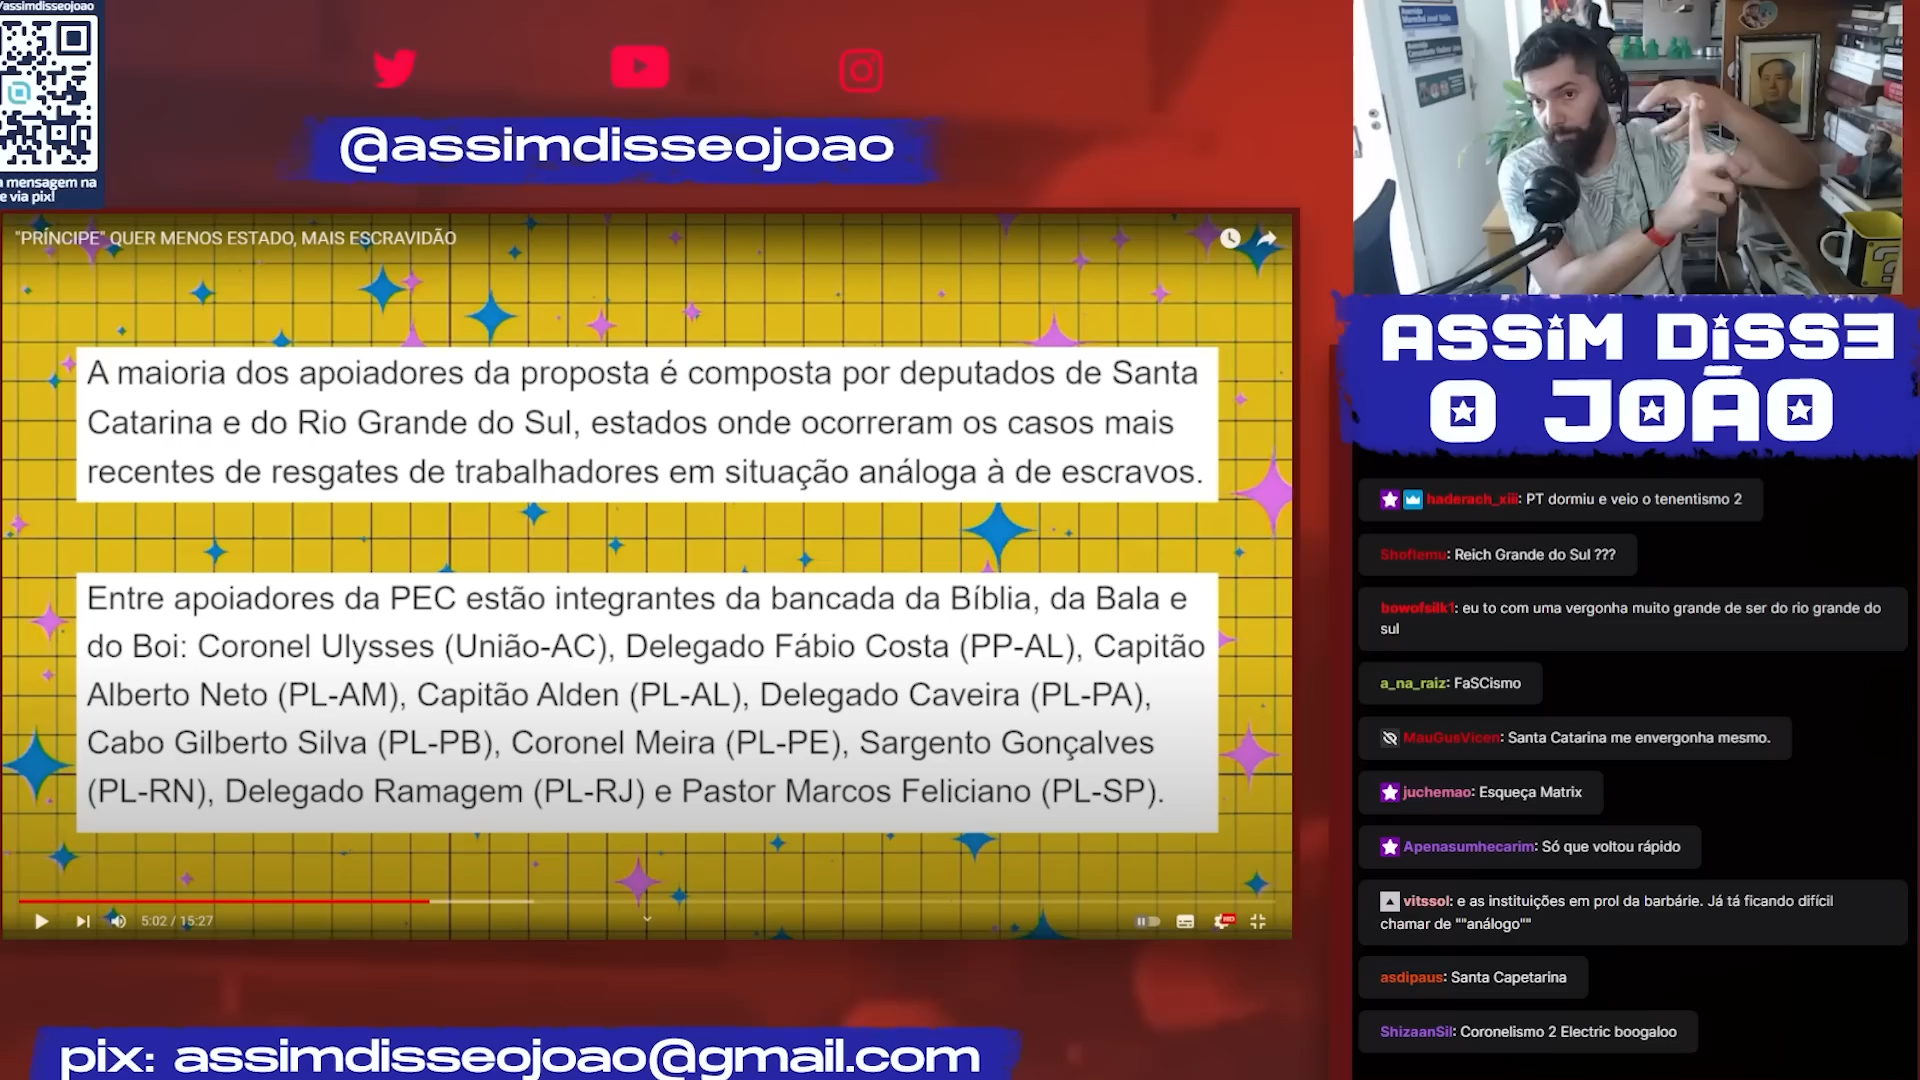 /assimdisseojoao
a mensagem na
e via pix!
@assimdisseojoao
"PRÍNCIPE" QUER MENOS ESTADO, MAIS ESCRAVIDÃO
A maioria dos apoiadores da proposta é composta por deputados de Santa
Catarina e do Rio Grande do Sul, estados onde ocorreram os casos mais
recentes de resgates de trabalhadores em situação análoga à de escravos.
Entre apoiadores da PEC estão integrantes da bancada da Bíblia, da Bala e
do Boi: Coronel Ulysses (União-AC), Delegado Fábio Costa (PP-AL), Capitão
Alberto Neto (PL-AM), Capitão Alden (PL-AL), Delegado Caveira (PL-PA),
Cabo Gilberto Silva (PL-PB), Coronel Meira (PL-PE), Sargento Gonçalves
(PL-RN), Delegado Ramagem (PL-RJ) e Pastor Marcos Feliciano (PL-SP).
5:02 / 15:27
HD
pix: assimdisseojoao@gmail.com
ASSIM DISSE
O JOÃO
haderach_xiii: PT dormiu e veio o tenentismo 2
Shoflemu: Reich Grande do Sul ???
bowofsilk1: eu to com uma vergonha muito grande de ser do rio grande do
sul
a_na_raiz: FaSCismo
MauGusVicen: Santa Catarina me envergonha mesmo.
juchemao: Esqueça Matrix
Apenasumhecarim: Só que voltou rápido
vitssol: e as instituições em prol da barbárie. Já tá ficando difícil
chamar de ""análogo""
asdipaus: Santa Capetarina
ShizaanSil: Coronelismo 2 Electric boogaloo